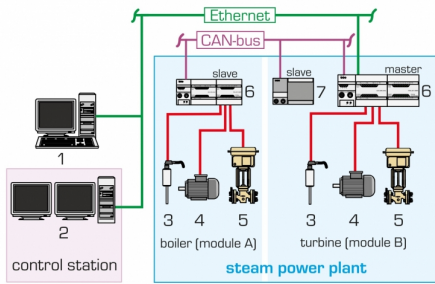 Ethernet
CAN-bus
slave
slave
master
6
7
6
1
2
3
4
5
3
4
5
boiler (module A)
turbine (module B)
control station
steam power plant